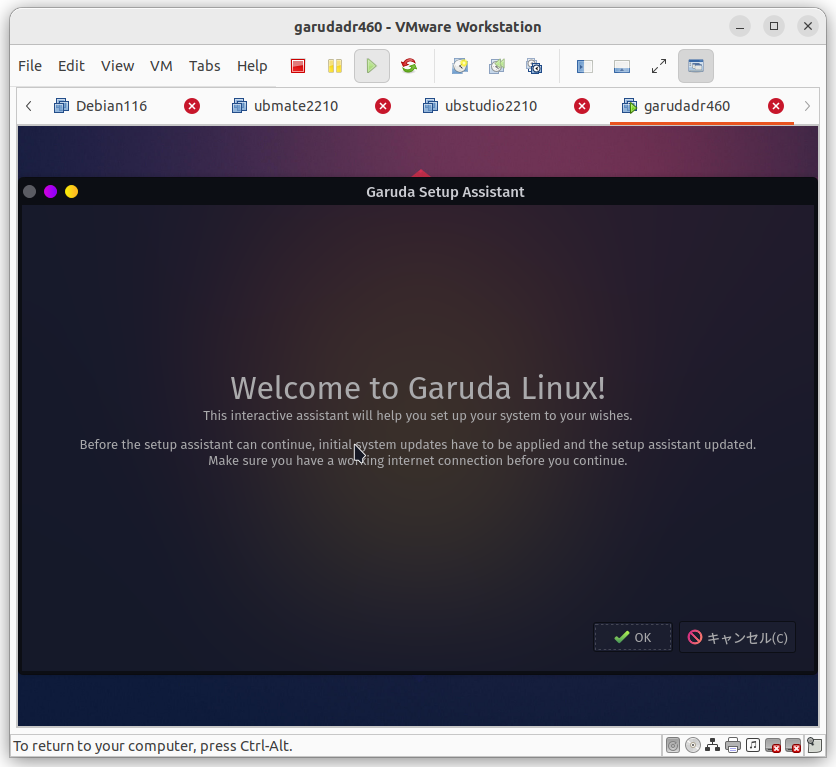 garudadr460 - VMware Workstation
File Edit View VM Tabs Help
Debian116 ubmate2210 ubstudio2210 garudadr460
Garuda Setup Assistant
Welcome to Garuda Linux!
This interactive assistant will help you set up your system to your wishes.
Before the setup assistant can continue, initial system updates have to be applied and the setup assistant updated.
Make sure you have a working internet connection before you continue.
OK キャンセル(C)
To return to your computer, press Ctrl-Alt.